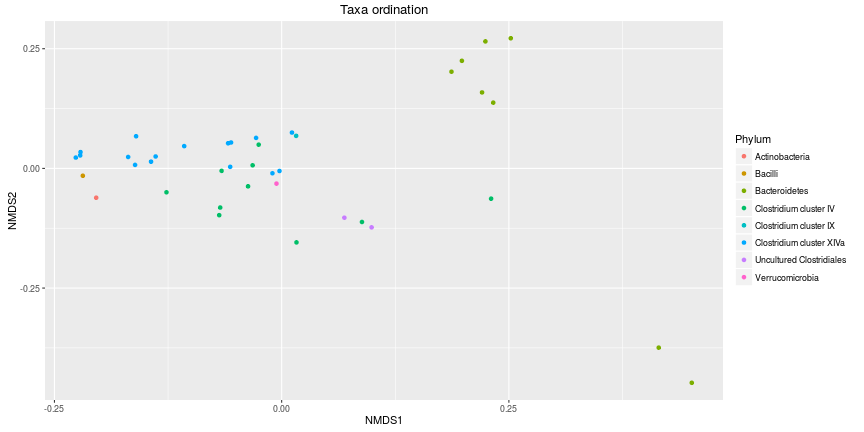 Taxa ordination
0.25
0.00
-0.25
NMDS2
-0.25
0.00
0.25
NMDS1
Phylum
Actinobacteria
Bacilli
Bacteroidetes
Clostridium cluster IV
Clostridium cluster IX
Clostridium cluster XIVa
Uncultured Clostridiales
Verrucomicrobia